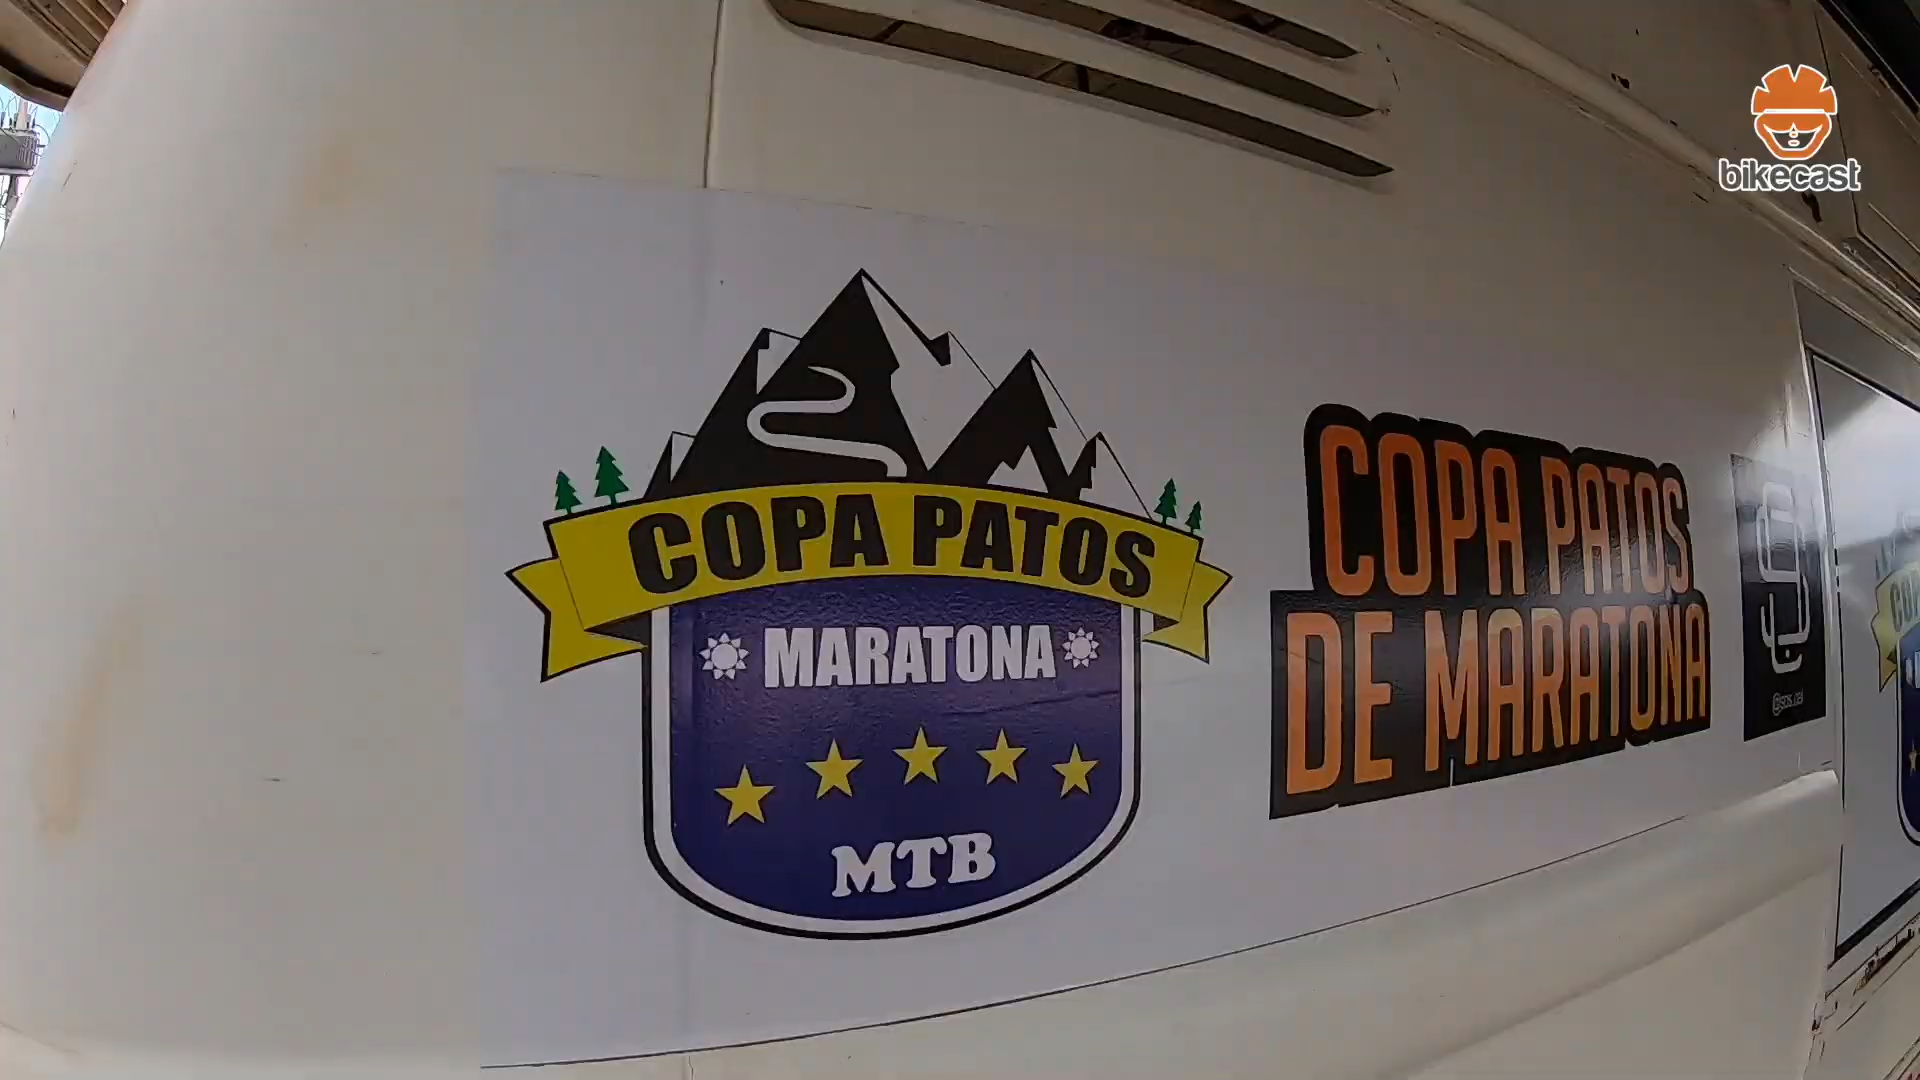 bikecast
COPA PATOS
MARATONA
MTB
COPA PATOS
DE MARATONA